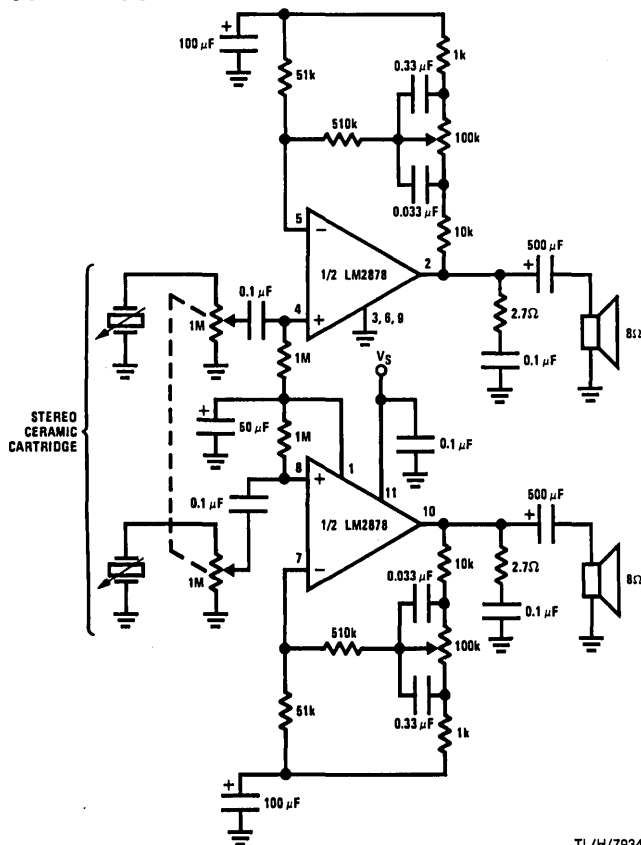 100 μF
+
51k
0.33 μF
1k
510k
100k
0.033 μF
10k
5
−
1/2 LM2878
2
+
500 μF
0.1 μF
4
+
3, 6, 9
2.7Ω
8Ω
1M
1M
VS
0.1 μF
STEREO
CERAMIC
CARTRIDGE
+
50 μF
1M
0.1 μF
8
+
1
11
1/2 LM2878
10
+
500 μF
0.1 μF
1M
7
−
10k
2.7Ω
8Ω
0.033 μF
0.1 μF
510k
100k
51k
0.33 μF
1k
+
100 μF
TL/H/7934